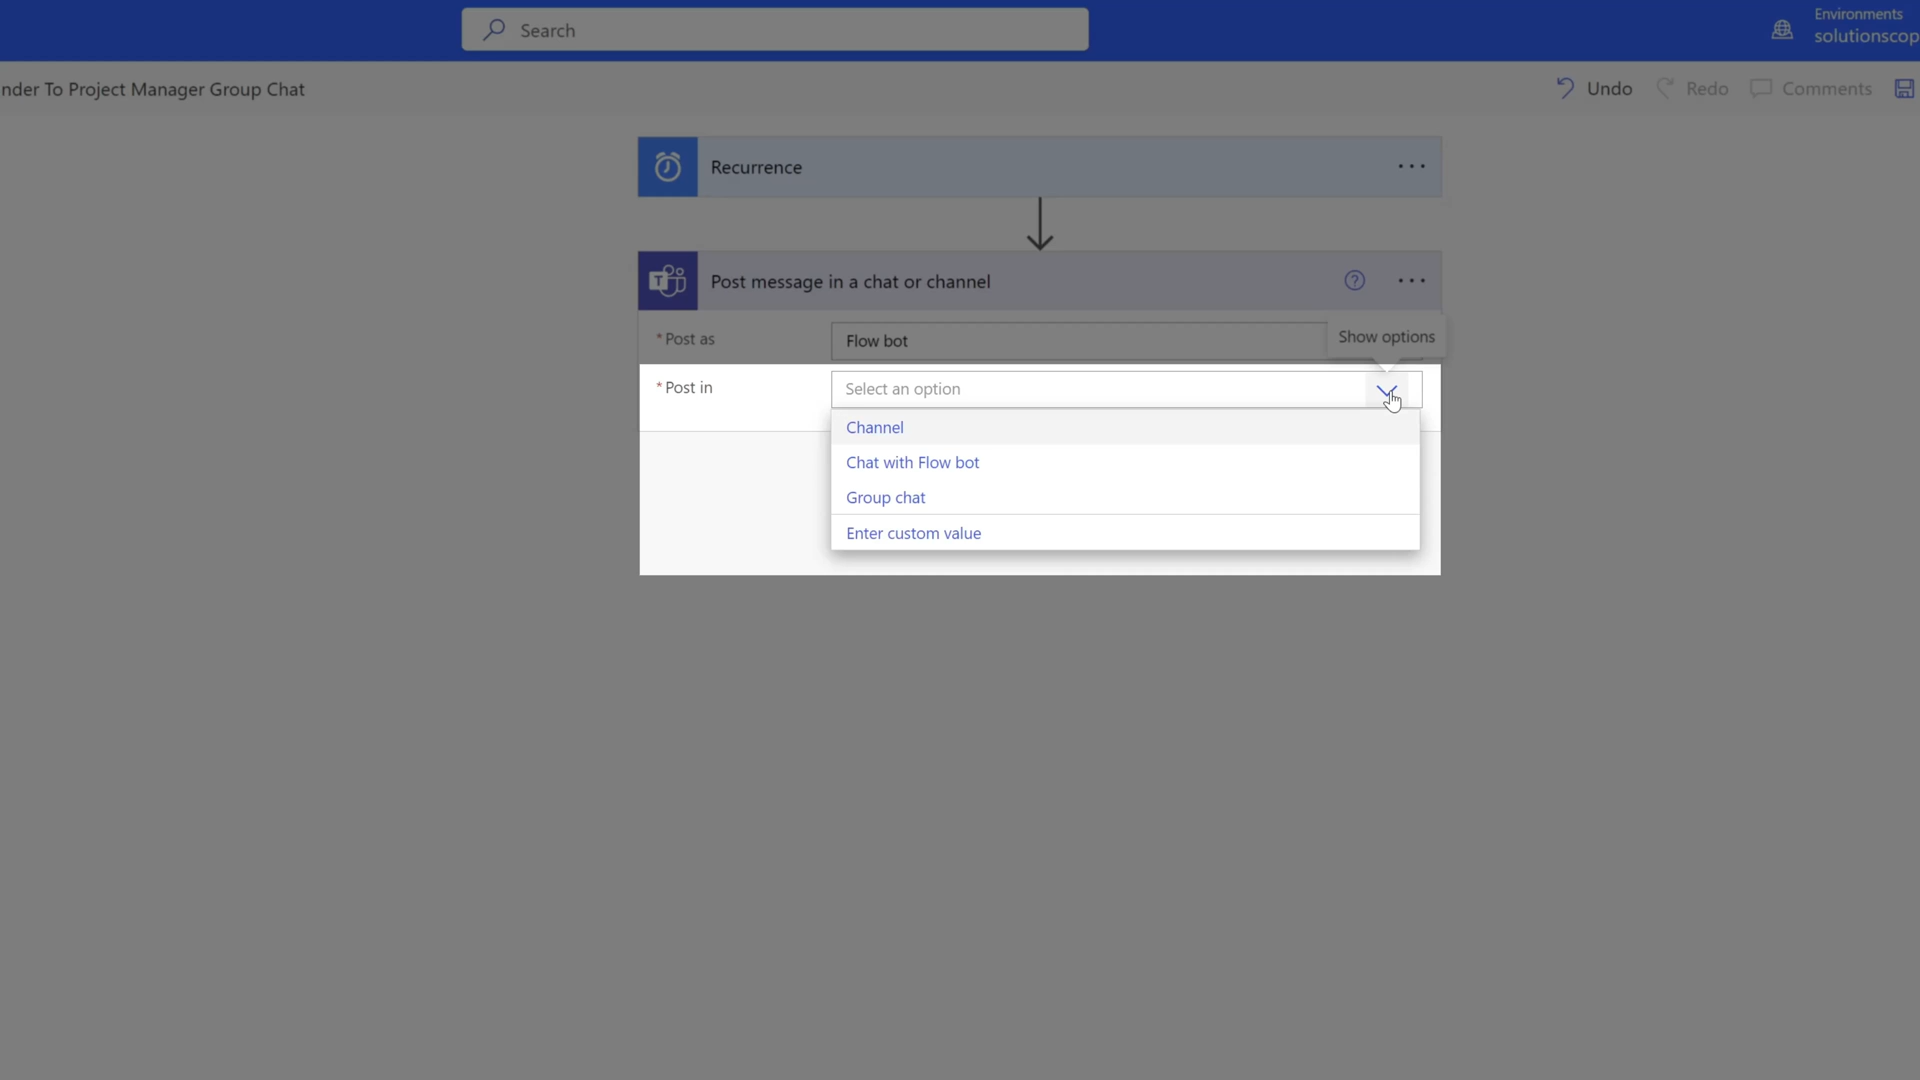 Search
Environments
solutionscop
nder To Project Manager Group Chat
Undo
Redo
Comments
Recurrence
T
Post message in a chat or channel
?
* Post as
Flow bot
Show options
* Post in
Select an option
Channel
Chat with Flow bot
Group chat
Enter custom value